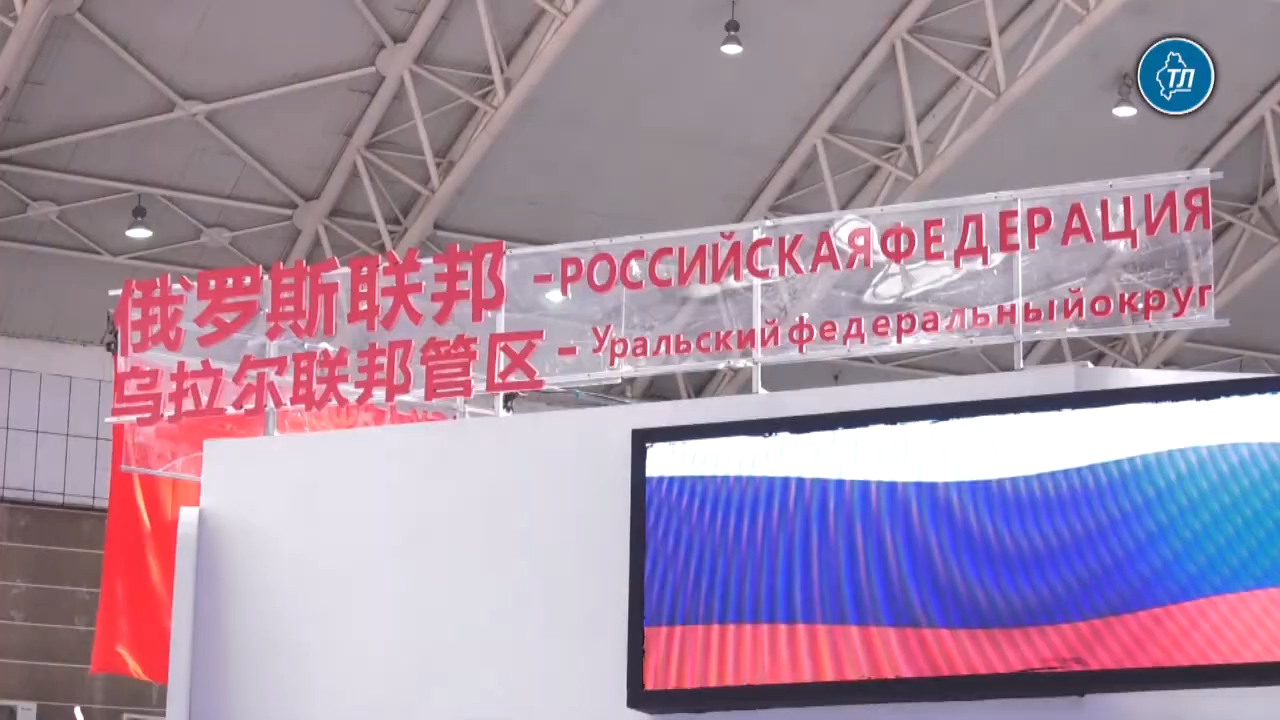 ТЛ
俄罗斯联邦 -РОССИЙСКАЯФЕДЕРАЦИЯ
乌拉尔联邦管区 - Уральскийфедеральныйокруг